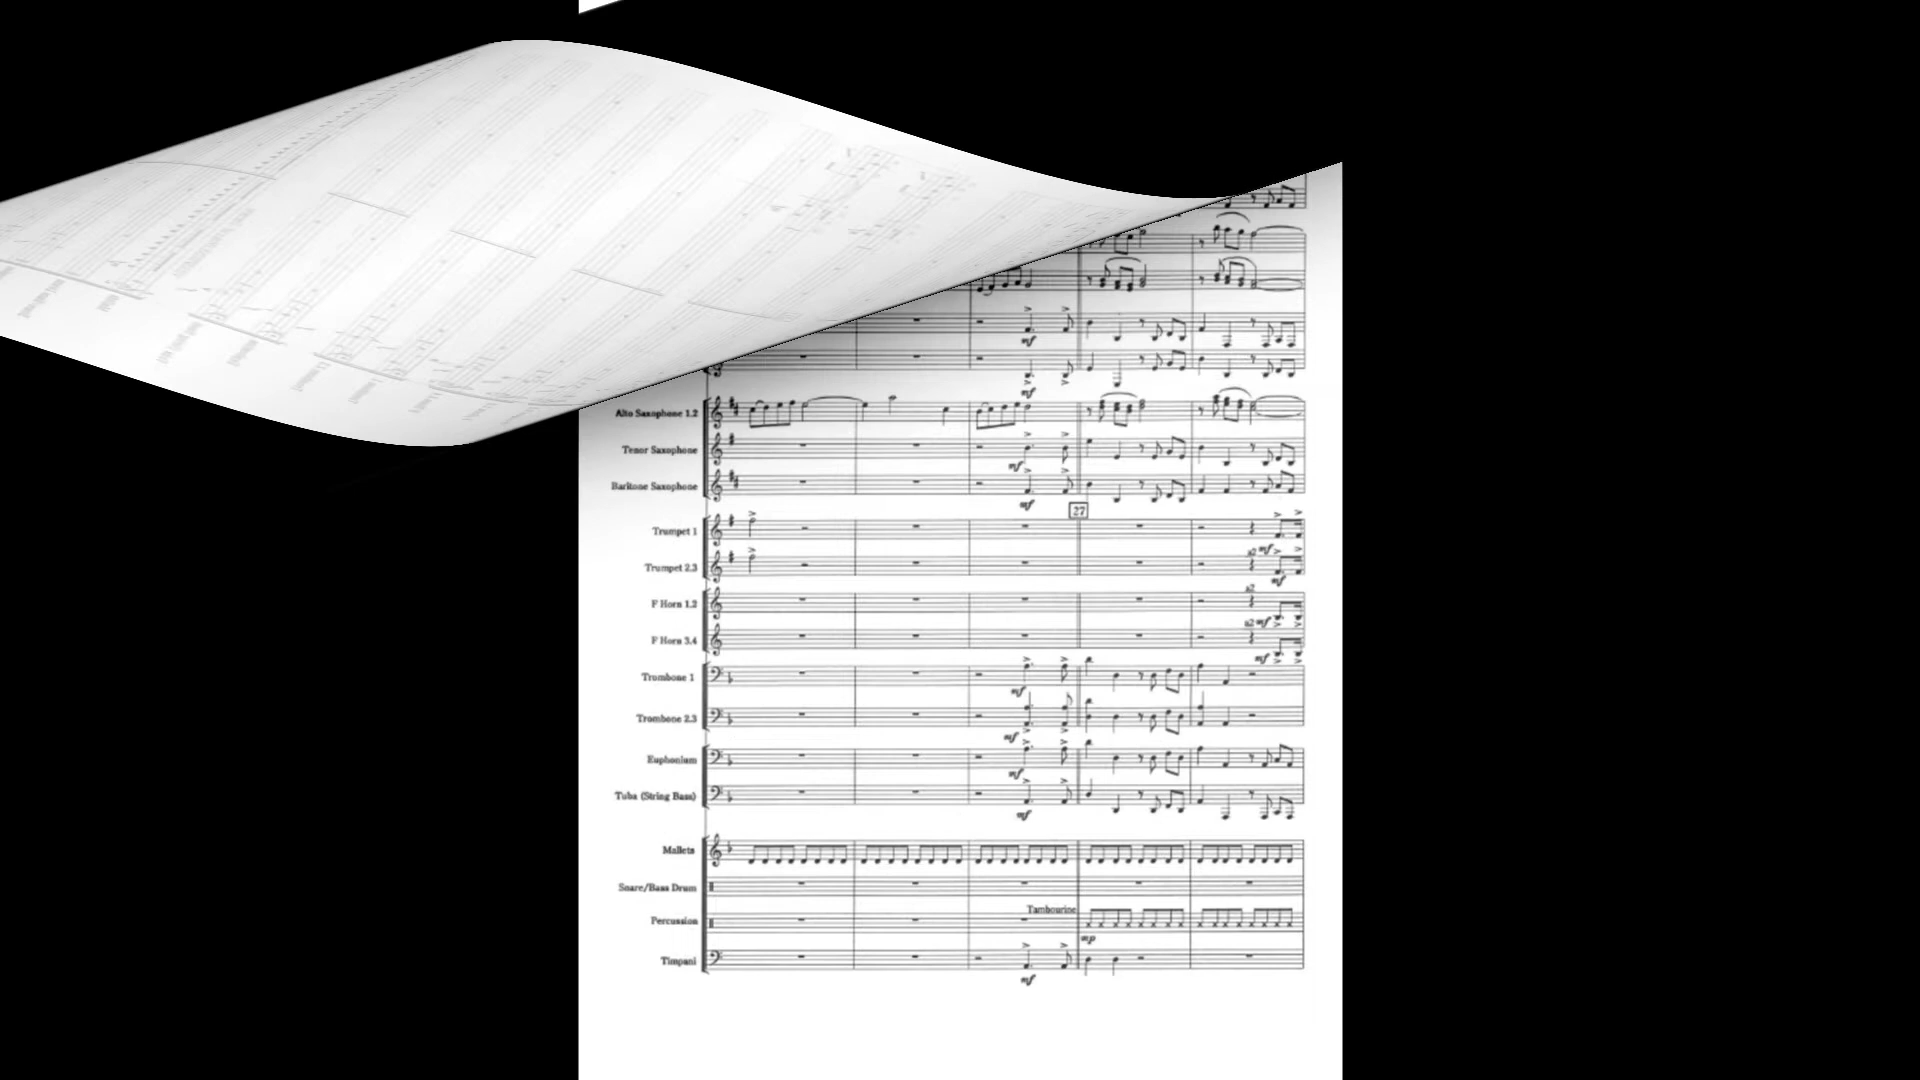 mf
mf
Alto Saxophone 1.2
Tenor Saxophone
mf
Baritone Saxophone
mf
27
Trumpet 1
a2 mf
Trumpet 2.3
mf
a2
F Horn 1.2
a2 mf
F Horn 3.4
mf
Trombone 1
mf
Trombone 2.3
mf
Euphonium
mf
Tuba (String Bass)
mf
Mallets
Snare/Bass Drum
Tambourine
Percussion
mp
Timpani
mf